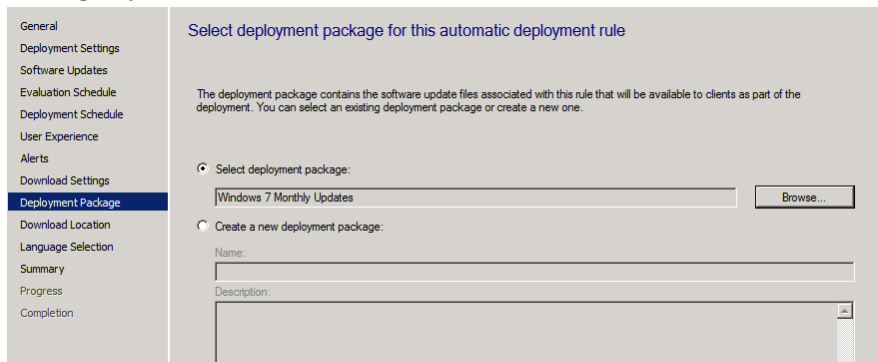 General
Deployment Settings
Software Updates
Evaluation Schedule
Deployment Schedule
User Experience
Alerts
Download Settings
Deployment Package
Download Location
Language Selection
Summary
Progress
Completion
Select deployment package for this automatic deployment rule
The deployment package contains the software update files associated with this rule that will be available to clients as part of the
deployment. You can select an existing deployment package or create a new one.
Select deployment package:
Windows 7 Monthly Updates
Browse...
Create a new deployment package:
Name:
Description: